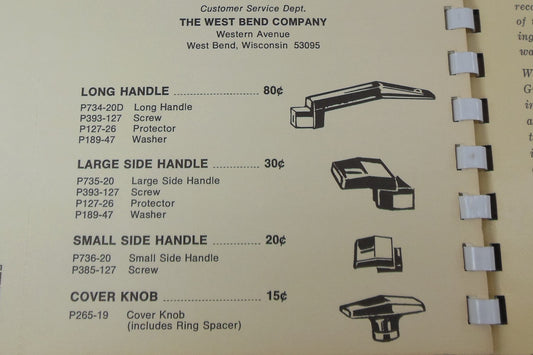 Customer Service Dept.
THE WEST BEND COMPANY
Western Avenue
West Bend, Wisconsin 53095
LONG HANDLE .......................... 80¢
P734-20D Long Handle
P393-127 Screw
P127-26 Protector
P189-47 Washer
LARGE SIDE HANDLE ................ 30¢
P735-20 Large Side Handle
P393-127 Screw
P127-26 Protector
P189-47 Washer
SMALL SIDE HANDLE ................ 20¢
P736-20 Small Side Handle
P385-127 Screw
COVER KNOB ............................ 15¢
P265-19 Cover Knob
(includes Ring Spacer)